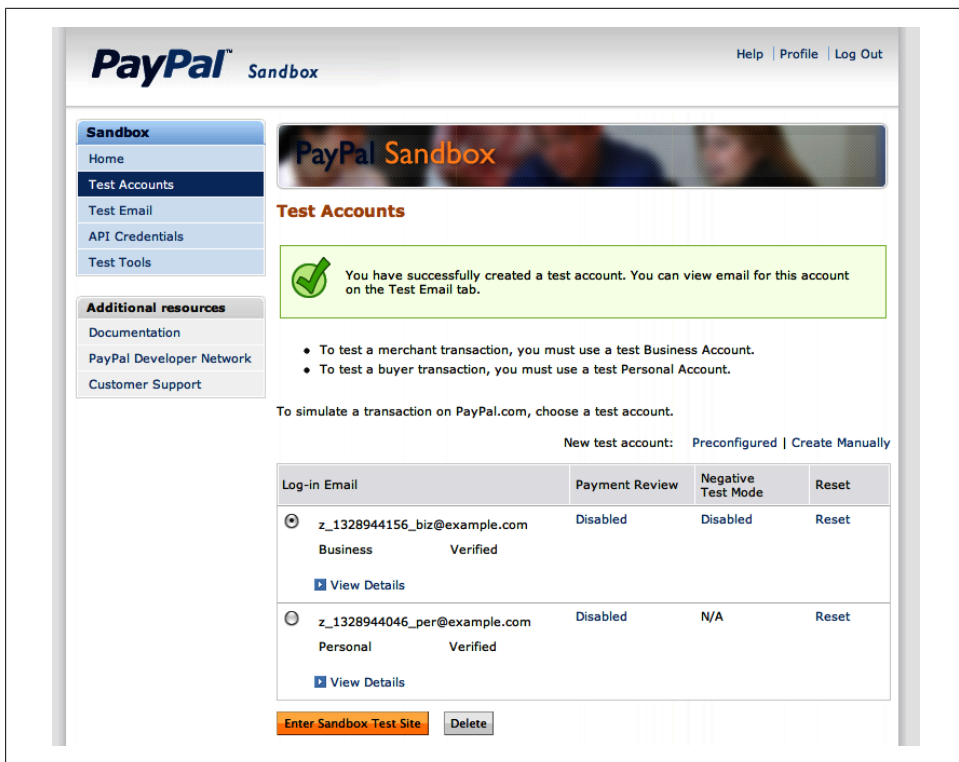 PayPal™ Sandbox
Help | Profile | Log Out
Sandbox
Home
Test Accounts
Test Email
API Credentials
Test Tools
Additional resources
Documentation
PayPal Developer Network
Customer Support
PayPal Sandbox
Test Accounts
You have successfully created a test account. You can view email for this account
on the Test Email tab.
• To test a merchant transaction, you must use a test Business Account.
• To test a buyer transaction, you must use a test Personal Account.
To simulate a transaction on PayPal.com, choose a test account.
New test account: Preconfigured | Create Manually
Log-in Email Payment Review Negative Test Mode Reset
z_1328944156_biz@example.com Disabled Disabled Reset
Business Verified
View Details
z_1328944046_per@example.com Disabled N/A Reset
Personal Verified
View Details
Enter Sandbox Test Site Delete